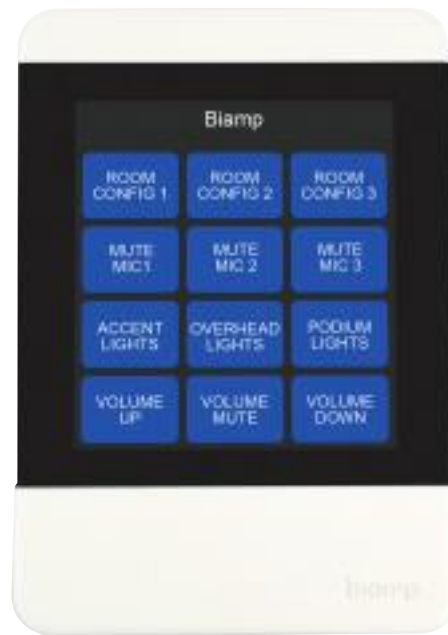 Biamp
ROOM
CONFIG 1
ROOM
CONFIG 2
ROOM
CONFIG 3
MUTE
MIC1
MUTE
MIC 2
MUTE
MIC 3
ACCENT
LIGHTS
OVERHEAD
LIGHTS
PODIUM
LIGHTS
VOLUME
UP
VOLUME
MUTE
VOLUME
DOWN
biamp.